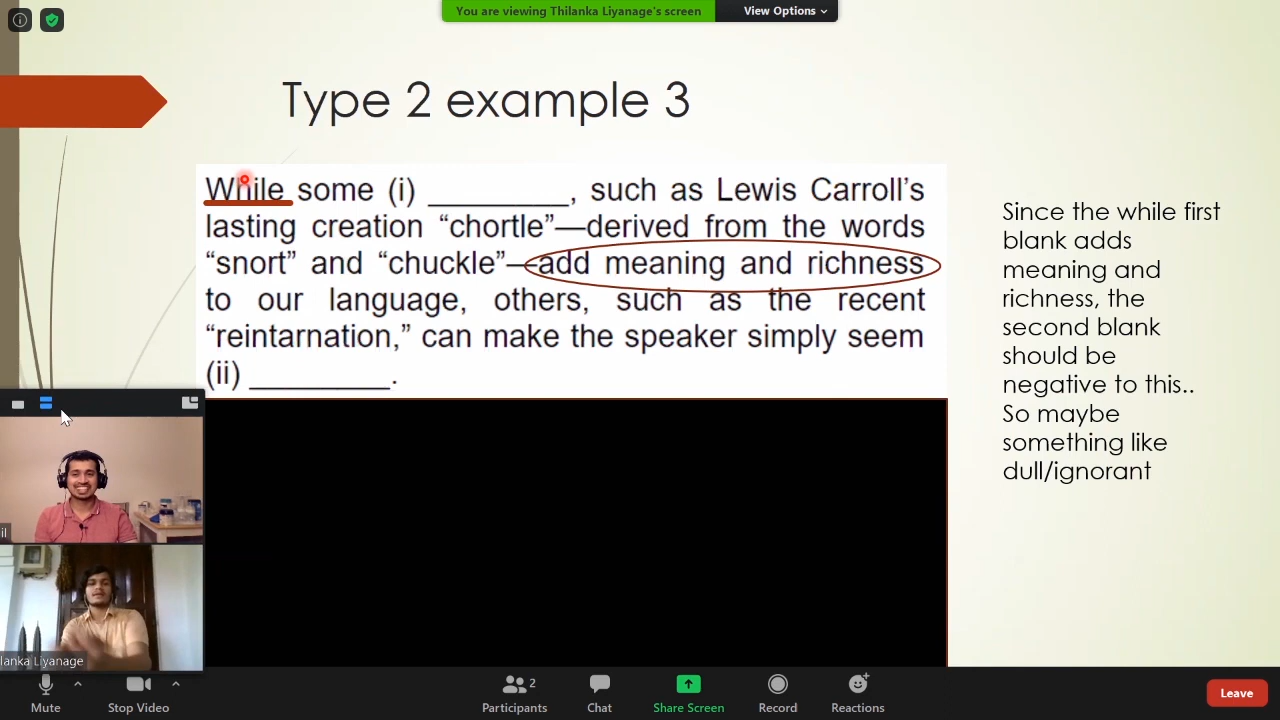 You are viewing Thilanka Liyanage's screen
View Options
Type 2 example 3
While some (i) ________, such as Lewis Carroll's
lasting creation “chortle”—derived from the words
“snort” and “chuckle”—add meaning and richness
to our language, others, such as the recent
“reintarnation,” can make the speaker simply seem
(ii) ________.
Since the while first
blank adds
meaning and
richness, the
second blank
should be
negative to this..
So maybe
something like
dull/ignorant
il
lanka Liyanage
Mute
Stop Video
2
Participants
Chat
Share Screen
Record
Reactions
Leave